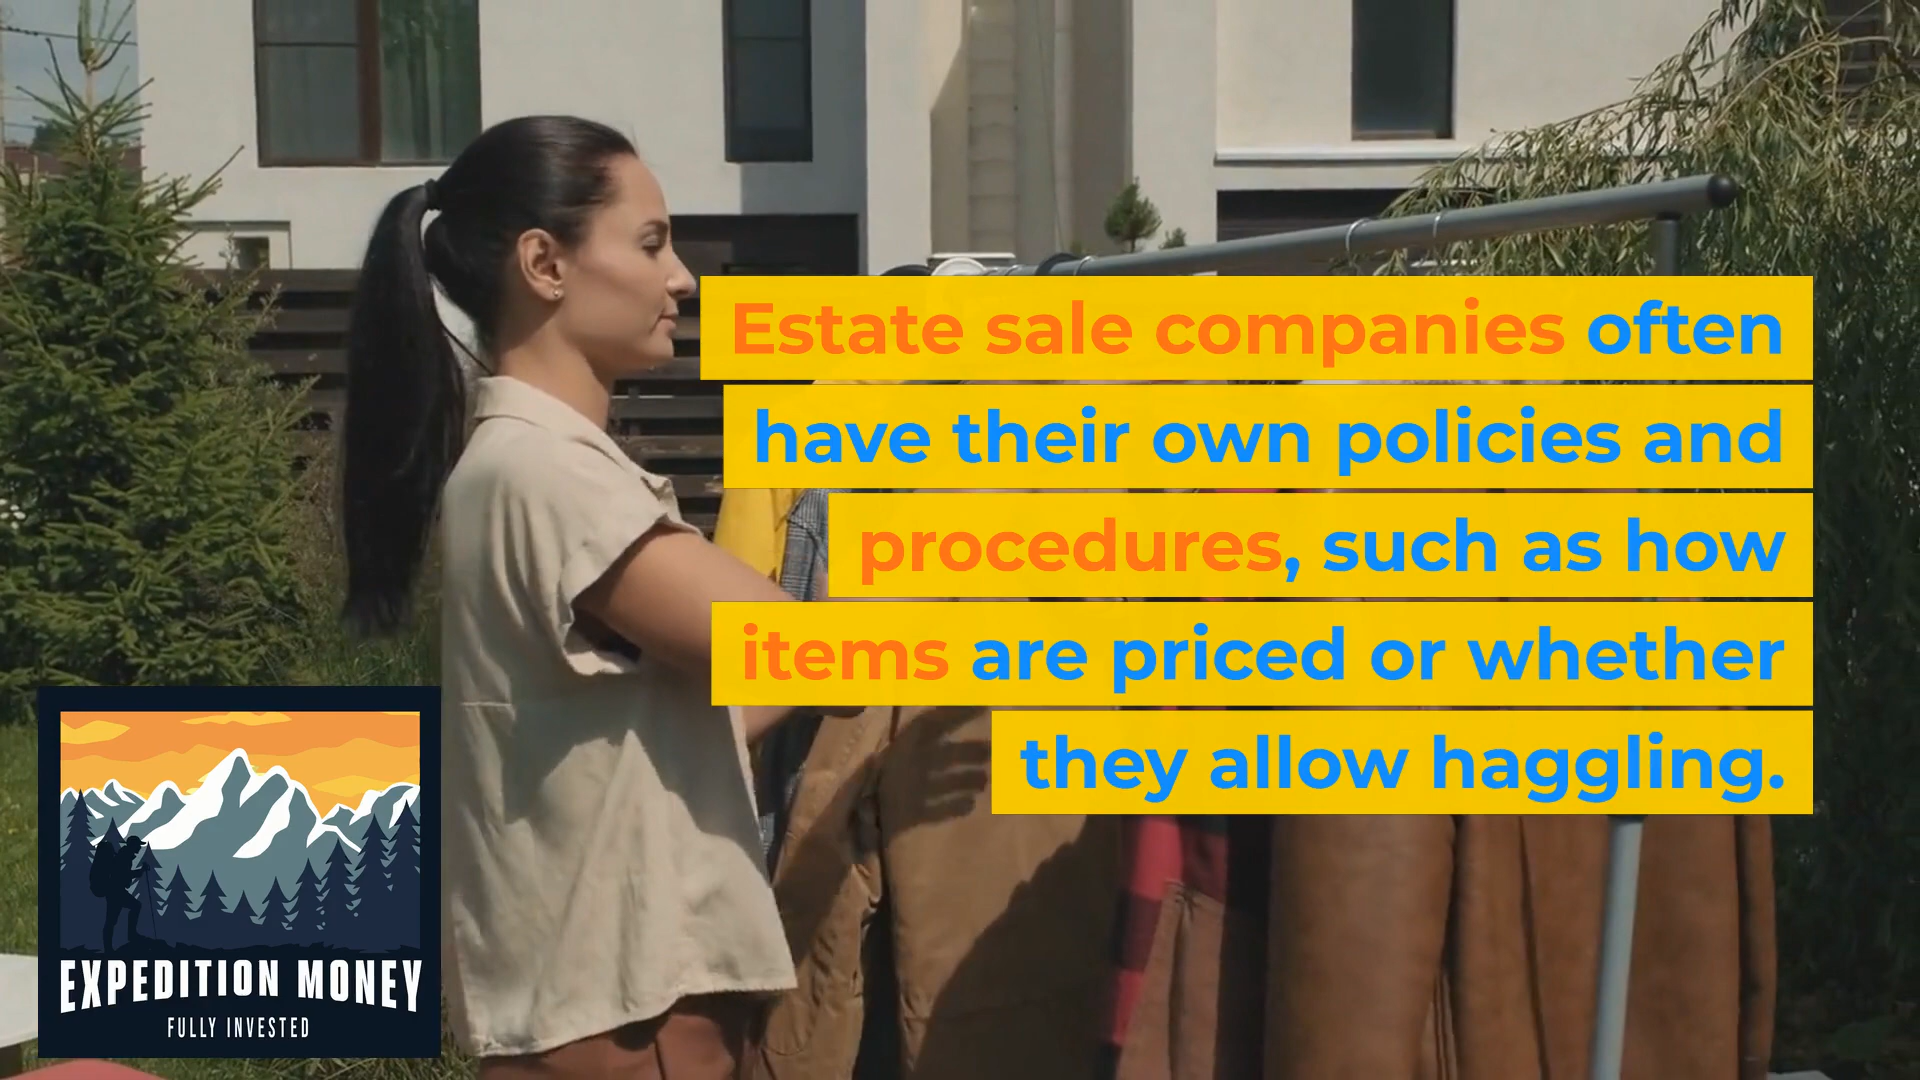 Estate sale companies often
have their own policies and
procedures, such as how
items are priced or whether
they allow haggling.
EXPEDITION MONEY
FULLY INVESTED